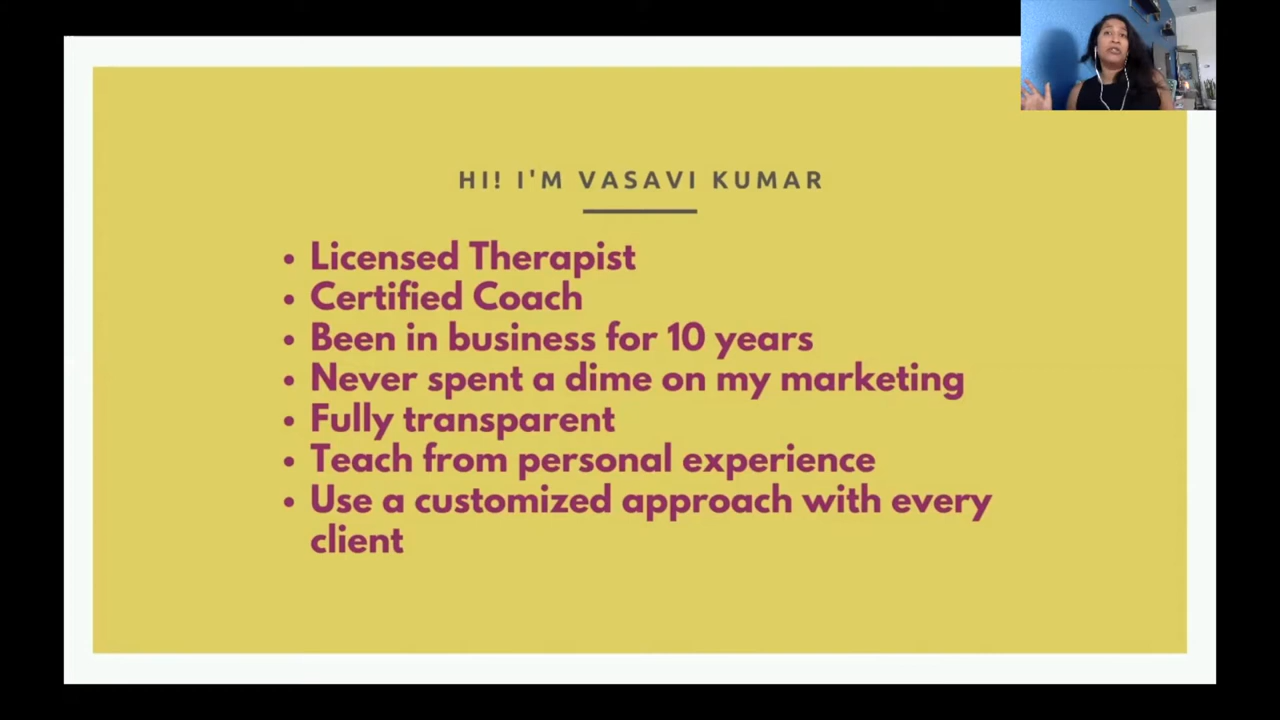 HI! I'M VASAVI KUMAR
• Licensed Therapist
• Certified Coach
• Been in business for 10 years
• Never spent a dime on my marketing
• Fully transparent
• Teach from personal experience
• Use a customized approach with every
client